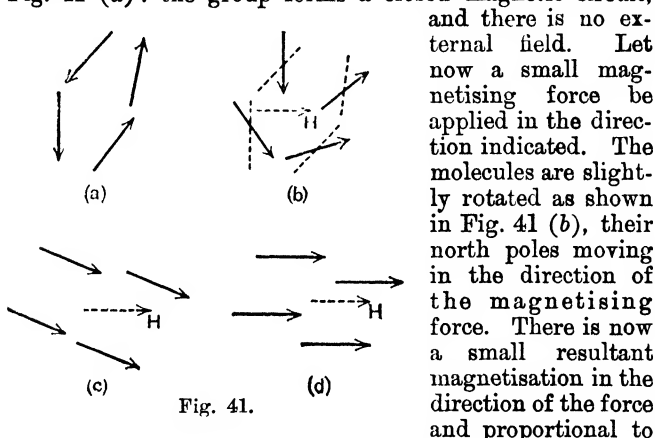 Fig. 41 (a): the group forms a closed magnetic circuit,
and there is no ex-
ternal field. Let
now a small mag-
netising force be
applied in the direc-
tion indicated. The
molecules are slight-
ly rotated as shown
in Fig. 41 (b), their
north poles moving
in the direction of
the magnetising
force. There is now
a small resultant
magnetisation in the
direction of the force
and proportional to
(a)
H
(b)
H
(c)
H
(d)
Fig. 41.